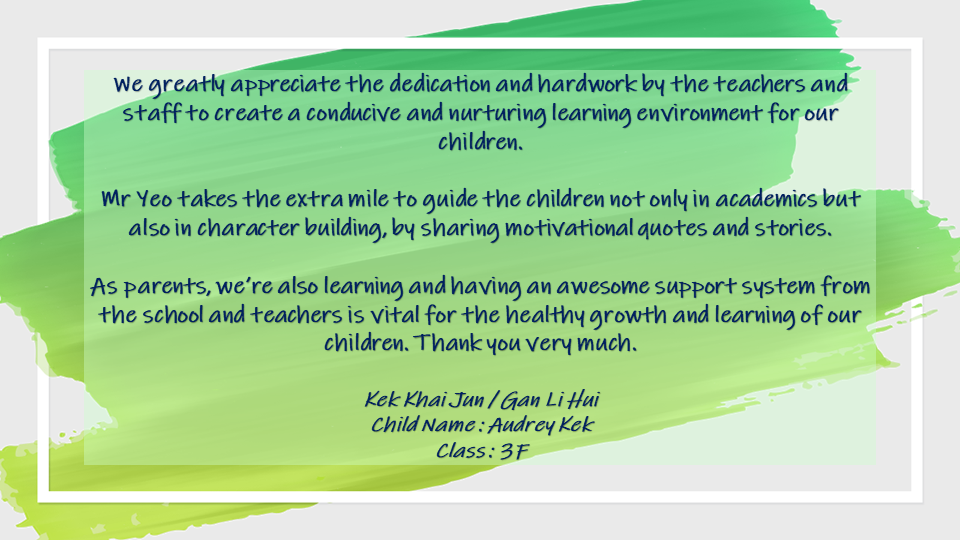 We greatly appreciate the dedication and hardwork by the teachers and
staff to create a conducive and nurturing learning environment for our
children.
Mr Yeo takes the extra mile to guide the children not only in academics but
also in character building, by sharing motivational quotes and stories.
As parents, we're also learning and having an awesome support system from
the school and teachers is vital for the healthy growth and learning of our
children. Thank you very much.
Kek Khai Jun / Gan Li Hui
Child Name : Audrey Kek
Class : 3F